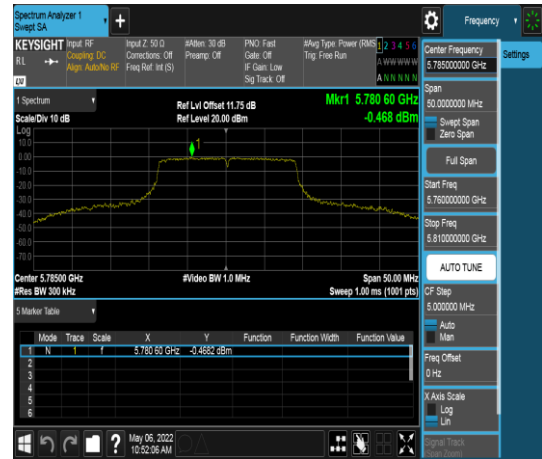 Spectrum Analyzer 1
Swept SA
+
Frequency
KEYSIGHT
RL
Input: RF
Coupling: DC
Align: Auto/No RF
Input Z: 50 Ω
Corrections: Off
Freq Ref: Int (S)
#Atten: 30 dB
Preamp: Off
PNO: Fast
Gate: Off
IF Gain: Low
Sig Track: Off
#Avg Type: Power (RMS
Trig: Free Run
1 2 3 4 5 6
A W W W W W
A N N N N N
LXI
1 Spectrum
Scale/Div 10 dB
Ref Lvl Offset 11.75 dB
Ref Level 20.00 dBm
Mkr1 5.780 60 GHz
-0.468 dBm
Log
10.0
0.00
-10.0
-20.0
-30.0
-40.0
-50.0
-60.0
-70.0
1
Center 5.78500 GHz
#Res BW 300 kHz
#Video BW 1.0 MHz
Span 50.00 MHz
Sweep 1.00 ms (1001 pts)
5 Marker Table
Mode Trace Scale X Y Function Function Width Function Value
1 N 1 f 5.780 60 GHz -0.4682 dBm
2
3
4
5
6
May 06, 2022
10:52:06 AM
?
Center Frequency
5.785000000 GHz
Span
50.0000000 MHz
Swept Span
Zero Span
Full Span
Start Freq
5.760000000 GHz
Stop Freq
5.810000000 GHz
AUTO TUNE
CF Step
5.000000 MHz
Auto
Man
Freq Offset
0 Hz
X Axis Scale
Log
Lin
Signal Track
(Span Zoom)
Settings